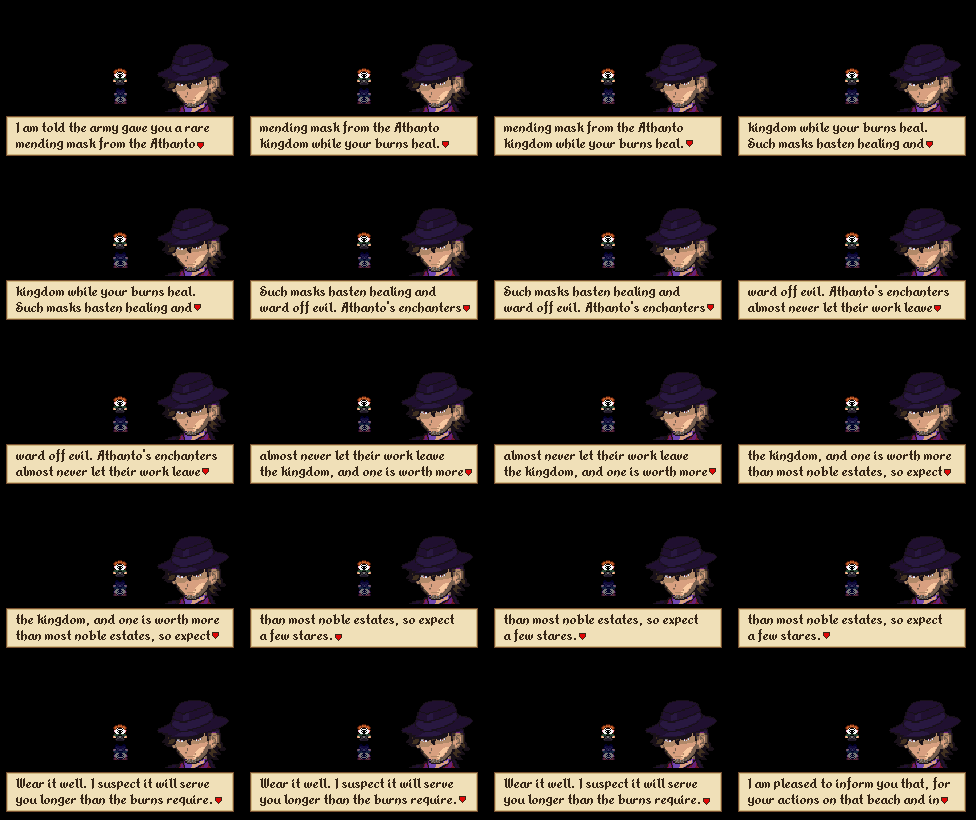 I am told the army gave you a rare
mending mask from the Athanto
mending mask from the Athanto
kingdom while your burns heal.
mending mask from the Athanto
kingdom while your burns heal.
kingdom while your burns heal.
Such masks hasten healing and
kingdom while your burns heal.
Such masks hasten healing and
Such masks hasten healing and
ward off evil. Athanto's enchanters
Such masks hasten healing and
ward off evil. Athanto's enchanters
ward off evil. Athanto's enchanters
almost never let their work leave
ward off evil. Athanto's enchanters
almost never let their work leave
almost never let their work leave
the kingdom, and one is worth more
almost never let their work leave
the kingdom, and one is worth more
the kingdom, and one is worth more
than most noble estates, so expect
the kingdom, and one is worth more
than most noble estates, so expect
than most noble estates, so expect
a few stares.
than most noble estates, so expect
a few stares.
than most noble estates, so expect
a few stares.
Wear it well. I suspect it will serve
you longer than the burns require.
Wear it well. I suspect it will serve
you longer than the burns require.
Wear it well. I suspect it will serve
you longer than the burns require.
I am pleased to inform you that, for
your actions on that beach and in